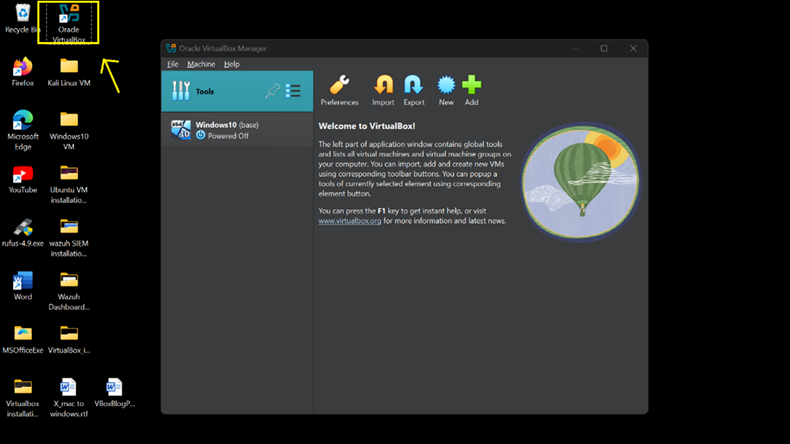 Recycle Bin
Oracle
VirtualBox
Firefox
Kali Linux VM
Microsoft
Edge
Windows10
VM
YouTube
Ubuntu VM
installatio...
rufus-4.9.exe
wazuh SIEM
installatio...
Word
Wazuh
Dashboard...
MSOfficeExe
VirtualBox_i...
Virtualbox
installati...
X_mac to
windows.rtf
VBoxBlogP...
Oracle VirtualBox Manager
File Machine Help
Tools
Windows10 (base)
Powered Off
Preferences Import Export New Add
Welcome to VirtualBox!
The left part of application window contains global tools
and lists all virtual machines and virtual machine groups on
your computer. You can import, add and create new VMs
using corresponding toolbar buttons. You can popup a
tools of currently selected element using corresponding
element button.
You can press the F1 key to get instant help, or visit
www.virtualbox.org for more information and latest news.